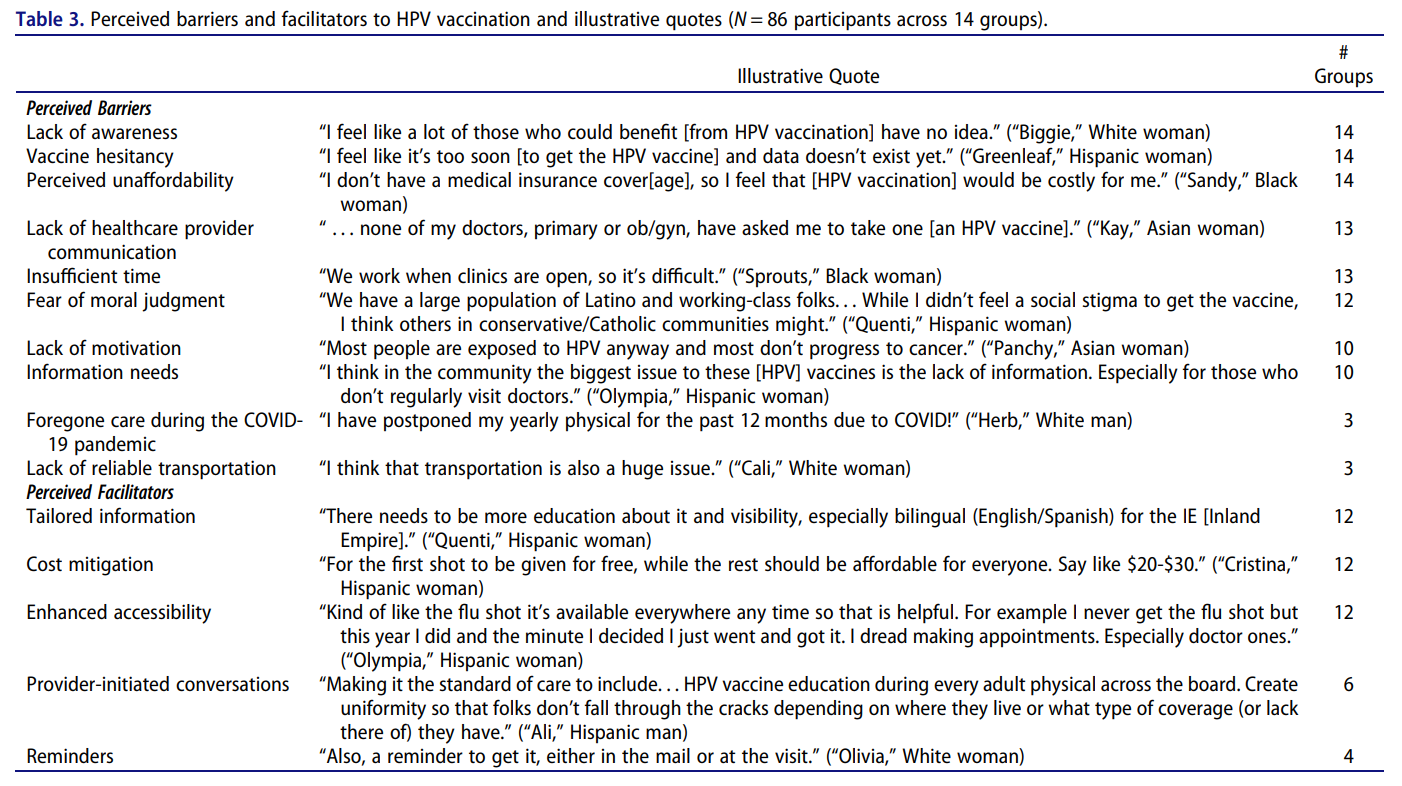 Table 3. Perceived barriers and facilitators to HPV vaccination and illustrative quotes (N = 86 participants across 14 groups).
Illustrative Quote # Groups
Perceived Barriers
Lack of awareness “I feel like a lot of those who could benefit [from HPV vaccination] have no idea.” (“Biggie,” White woman) 14
Vaccine hesitancy “I feel like it’s too soon [to get the HPV vaccine] and data doesn’t exist yet.” (“Greenleaf,” Hispanic woman) 14
Perceived unaffordability “I don’t have a medical insurance cover[age], so I feel that [HPV vaccination] would be costly for me.” (“Sandy,” Black 14
woman)
Lack of healthcare provider “ … none of my doctors, primary or ob/gyn, have asked me to take one [an HPV vaccine].” (“Kay,” Asian woman) 13
communication
Insufficient time “We work when clinics are open, so it’s difficult.” (“Sprouts,” Black woman) 13
Fear of moral judgment “We have a large population of Latino and working-class folks… While I didn’t feel a social stigma to get the vaccine, 12
I think others in conservative/Catholic communities might.” (“Quenti,” Hispanic woman)
Lack of motivation “Most people are exposed to HPV anyway and most don’t progress to cancer.” (“Panchy,” Asian woman) 10
Information needs “I think in the community the biggest issue to these [HPV] vaccines is the lack of information. Especially for those who 10
don’t regularly visit doctors.” (“Olympia,” Hispanic woman)
Foregone care during the COVID- “I have postponed my yearly physical for the past 12 months due to COVID!” (“Herb,” White man) 3
19 pandemic
Lack of reliable transportation “I think that transportation is also a huge issue.” (“Cali,” White woman) 3
Perceived Facilitators
Tailored information “There needs to be more education about it and visibility, especially bilingual (English/Spanish) for the IE [Inland 12
Empire].” (“Quenti,” Hispanic woman)
Cost mitigation “For the first shot to be given for free, while the rest should be affordable for everyone. Say like $20-$30.” (“Cristina,” 12
Hispanic woman)
Enhanced accessibility “Kind of like the flu shot it’s available everywhere any time so that is helpful. For example I never get the flu shot but 12
this year I did and the minute I decided I just went and got it. I dread making appointments. Especially doctor ones.”
(“Olympia,” Hispanic woman)
Provider-initiated conversations “Making it the standard of care to include… HPV vaccine education during every adult physical across the board. Create 6
uniformity so that folks don’t fall through the cracks depending on where they live or what type of coverage (or lack
there of) they have.” (“Ali,” Hispanic man)
Reminders “Also, a reminder to get it, either in the mail or at the visit.” (“Olivia,” White woman) 4